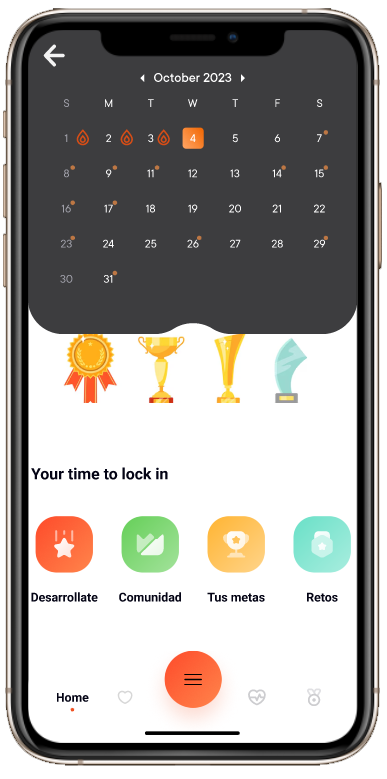 October 2023
S M T W T F S
1 2 3 4 5 6 7
8 9 11 12 13 14 15
16 17 18 19 20 21 22
23 24 25 26 27 28 29
30 31
Your time to lock in
Desarrollate Comunidad Tus metas Retos
Home